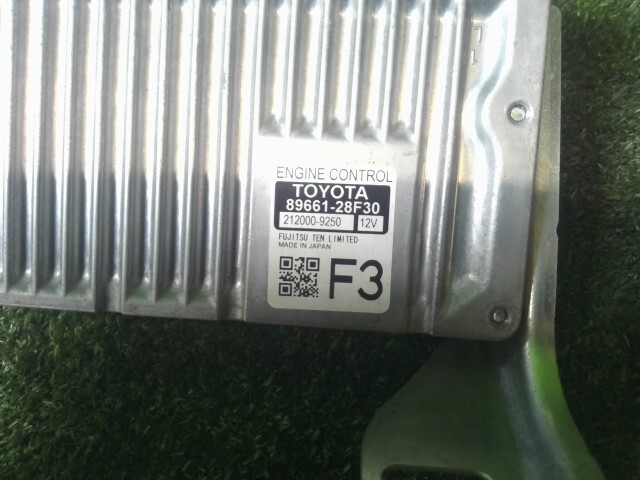 ENGINE CONTROL
TOYOTA
89661-28F30
212000-9250 12V
FUJITSU TEN LIMITED
MADE IN JAPAN
F3